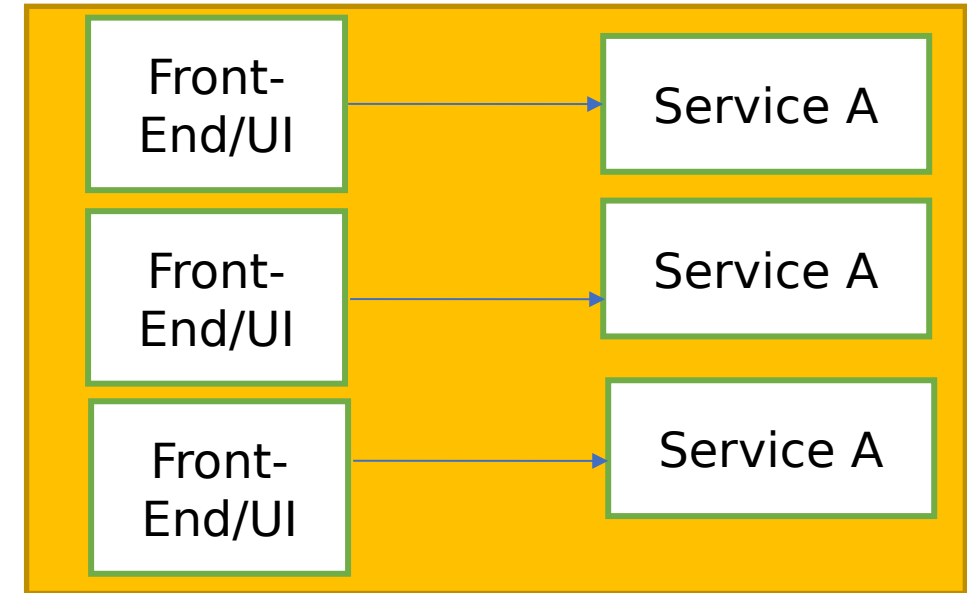 Front-
End/UI
Service A
Front-
End/UI
Service A
Front-
End/UI
Service A